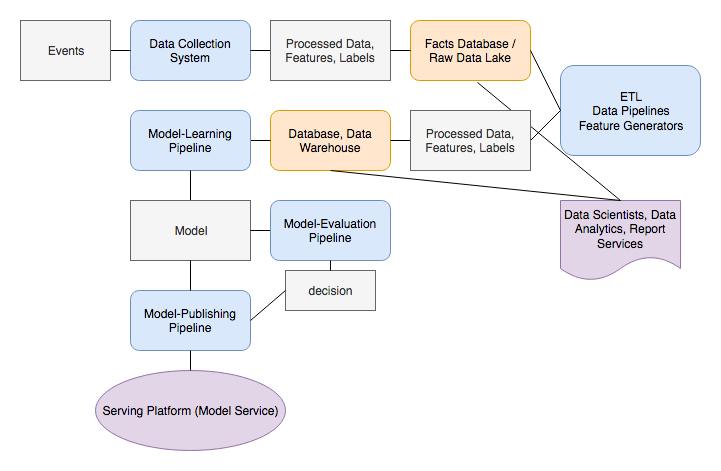 Events
Data Collection
System
Processed Data,
Features, Labels
Facts Database /
Raw Data Lake
ETL
Data Pipelines
Feature Generators
Model-Learning
Pipeline
Database, Data
Warehouse
Processed Data,
Features, Labels
Data Scientists, Data
Analytics, Report
Services
Model
Model-Evaluation
Pipeline
decision
Model-Publishing
Pipeline
Serving Platform (Model Service)